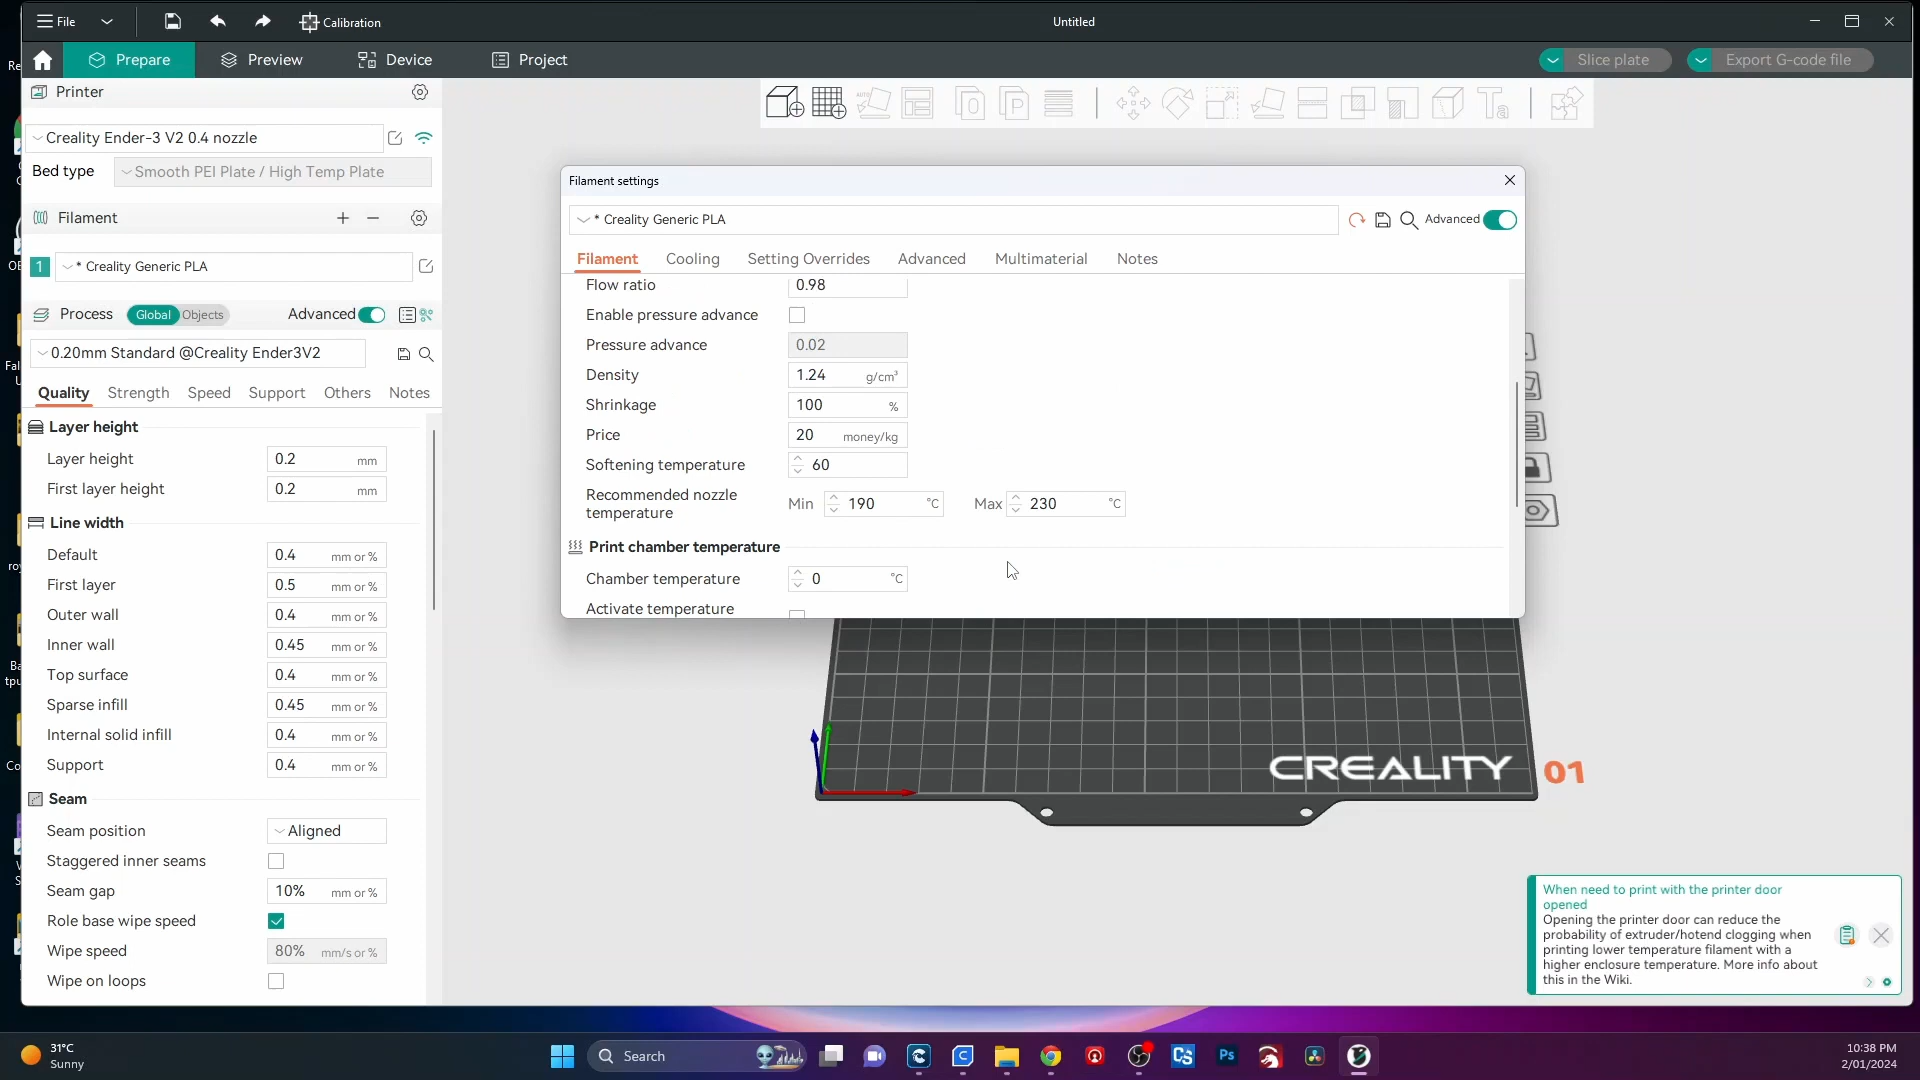 File
Calibration
Untitled
Prepare
Preview
Device
Project
Slice plate
Export G-code file
Printer
Creality Ender-3 V2 0.4 nozzle
Bed type
Smooth PEI Plate / High Temp Plate
Filament
1
* Creality Generic PLA
Process
Global
Objects
Advanced
0.20mm Standard @Creality Ender3V2
Quality
Strength
Speed
Support
Others
Notes
Layer height
Layer height 0.2 mm
First layer height 0.2 mm
Line width
Default 0.4 mm or %
First layer 0.5 mm or %
Outer wall 0.4 mm or %
Inner wall 0.45 mm or %
Top surface 0.4 mm or %
Sparse infill 0.45 mm or %
Internal solid infill 0.4 mm or %
Support 0.4 mm or %
Seam
Seam position Aligned
Staggered inner seams
Seam gap 10% mm or %
Role base wipe speed
Wipe speed 80% mm/s or %
Wipe on loops
Filament settings
* Creality Generic PLA
Advanced
Filament
Cooling
Setting Overrides
Advanced
Multimaterial
Notes
Flow ratio 0.98
Enable pressure advance
Pressure advance 0.02
Density 1.24 g/cm³
Shrinkage 100 %
Price 20 money/kg
Softening temperature 60
Recommended nozzle
temperature
Min 190 °C Max 230 °C
Print chamber temperature
Chamber temperature 0 °C
Activate temperature
CREALITY
01
When need to print with the printer door
opened
Opening the printer door can reduce the
probability of extruder/hotend clogging when
printing lower temperature filament with a
higher enclosure temperature. More info about
this in the Wiki.
31°C
Sunny
Search
Ps
10:38 PM
2/01/2024